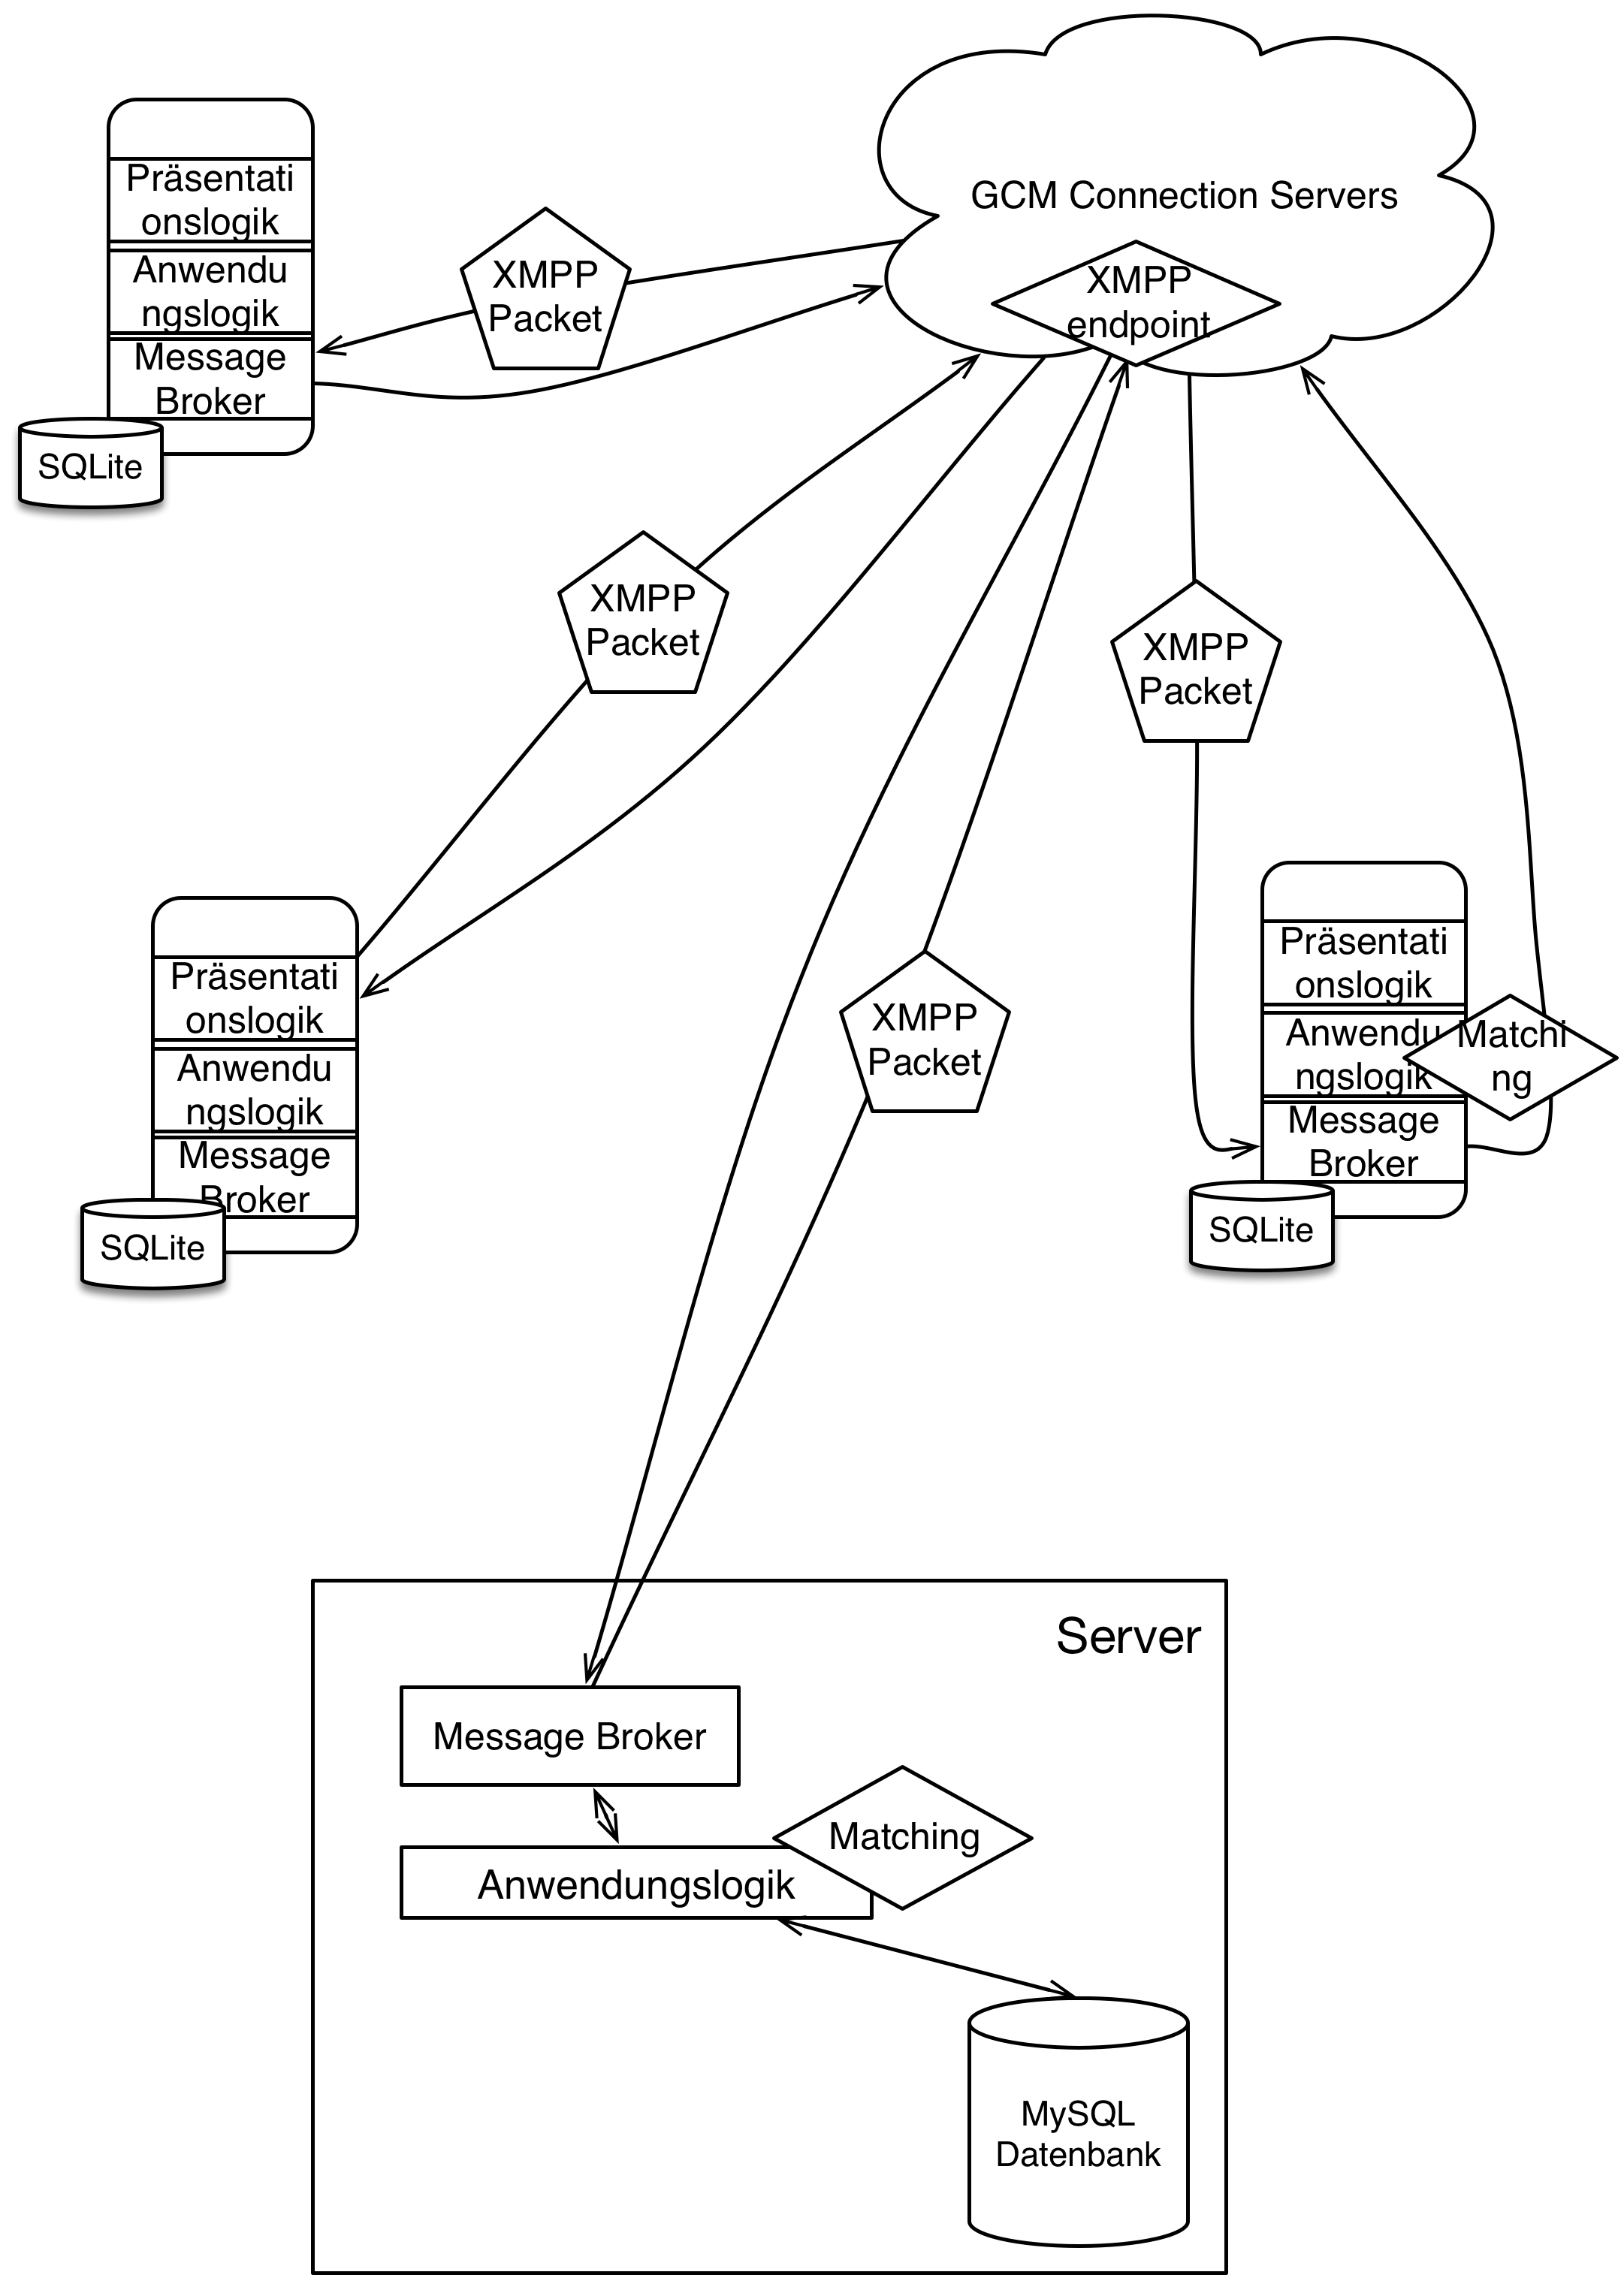 GCM Connection Servers
XMPP
endpoint
Präsentati
onslogik
Anwendu
ngslogik
Message
Broker
SQLite
XMPP
Packet
XMPP
Packet
XMPP
Packet
Präsentati
onslogik
Anwendu
ngslogik
Message
Broker
SQLite
XMPP
Packet
Präsentati
onslogik
Anwendu
ngslogik
Matchi
ng
Message
Broker
SQLite
Server
Message Broker
Matching
Anwendungslogik
MySQL
Datenbank